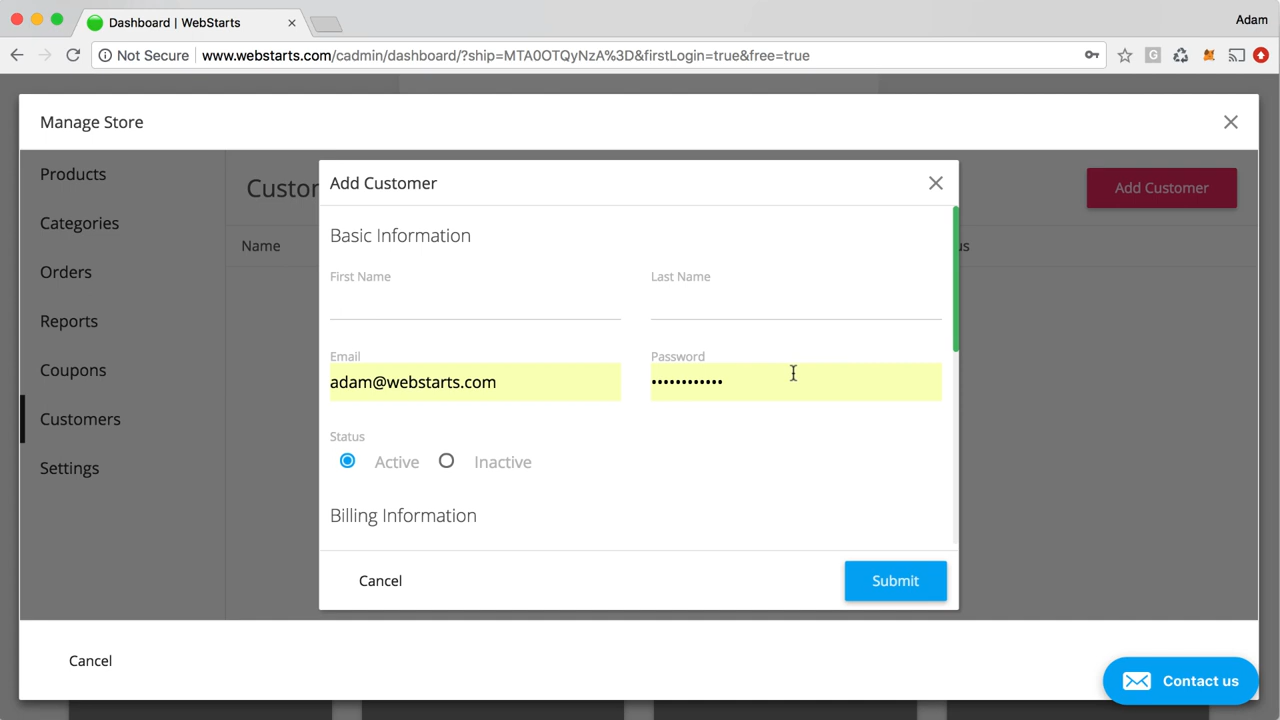 Dashboard | WebStarts
Adam
Not Secure www.webstarts.com/cadmin/dashboard/?ship=MTA0OTQyNzA%3D&firstLogin=true&free=true
Manage Store
Products
Categories
Orders
Reports
Coupons
Customers
Settings
Custor
Add Customer
Name
us
Add Customer
Basic Information
First Name
Last Name
Email
Password
adam@webstarts.com
••••••••••••
Status
Active
Inactive
Billing Information
Cancel
Submit
Cancel
Contact us